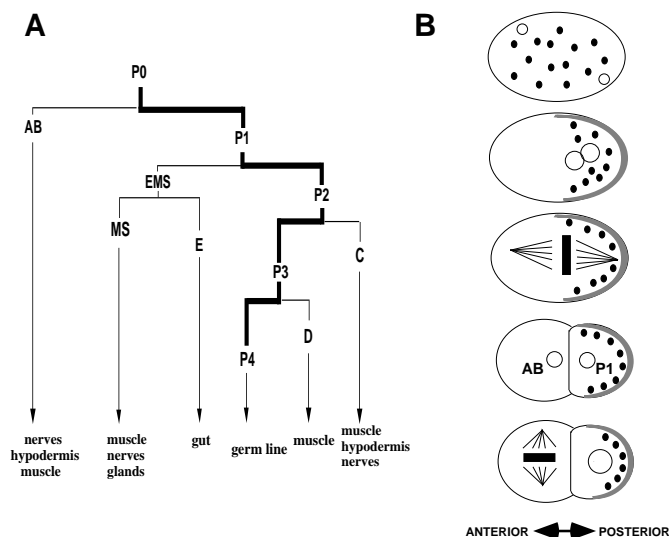 A
B
P0
AB
P1
EMS
P2
MS
E
C
P3
D
P4
nerves
hypodermis
muscle
muscle
nerves
glands
gut
germ line
muscle
muscle
hypodermis
nerves
AB
P1
ANTERIOR
POSTERIOR